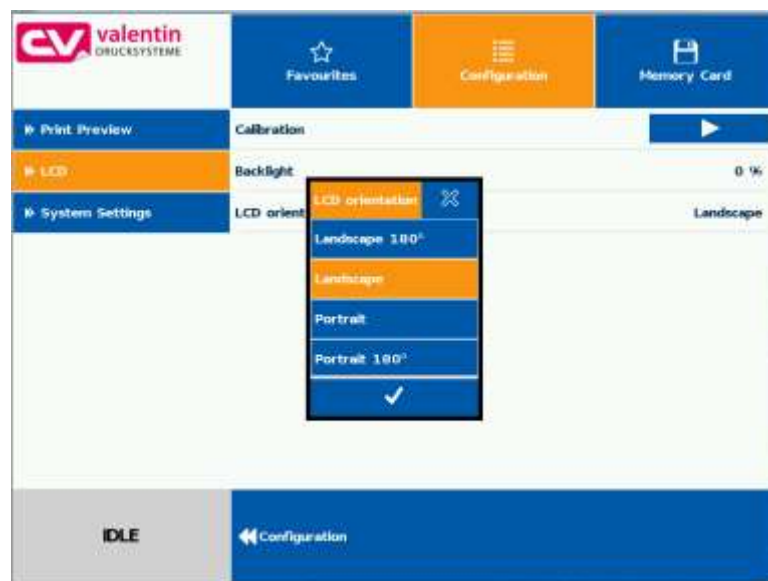 valentin
DRUCKSYSTEME
Favourites
Configuration
Memory Card
Print Preview
Calibration
LCD
Backlight
0 %
System Settings
LCD orient
Landscape
LCD orientation
Landscape 180°
Landscape
Portrait
Portrait 180°
IDLE
Configuration